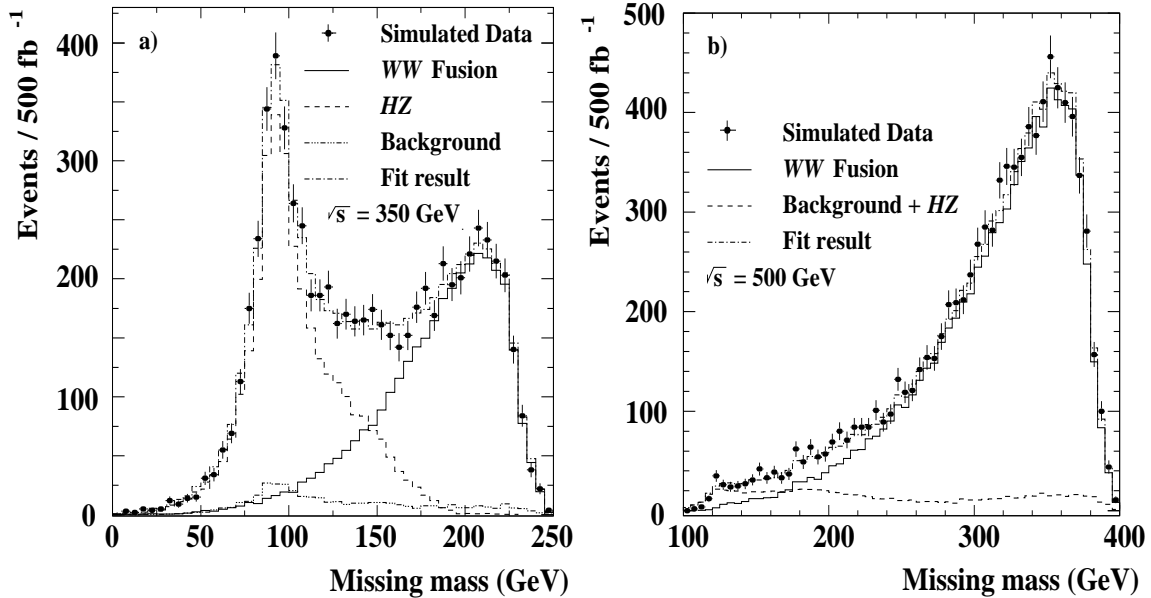 a)
Simulated Data
WW Fusion
HZ
Background
Fit result
√s = 350 GeV
Events / 500 fb -1
400
300
200
100
0
0 50 100 150 200 250
Missing mass (GeV)
b)
Simulated Data
WW Fusion
Background + HZ
Fit result
√s = 500 GeV
Events / 500 fb -1
500
400
300
200
100
0
100 200 300 400
Missing mass (GeV)